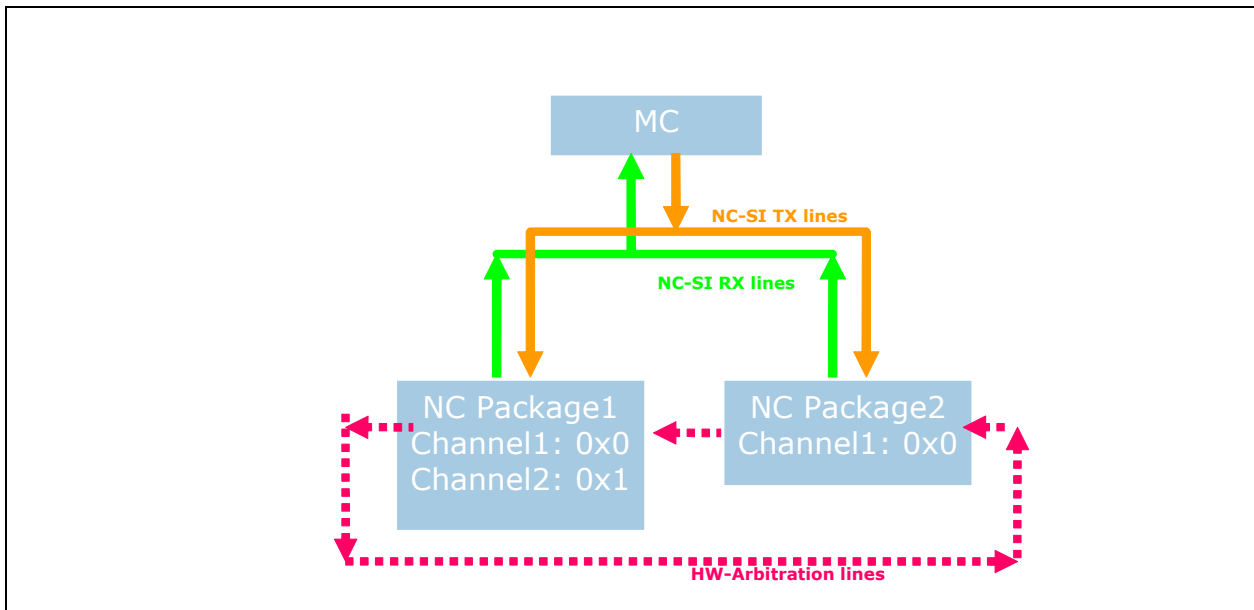 MC
NC-SI TX lines
NC-SI RX lines
NC Package1
Channel1: 0x0
Channel2: 0x1
NC Package2
Channel1: 0x0
HW-Arbitration lines